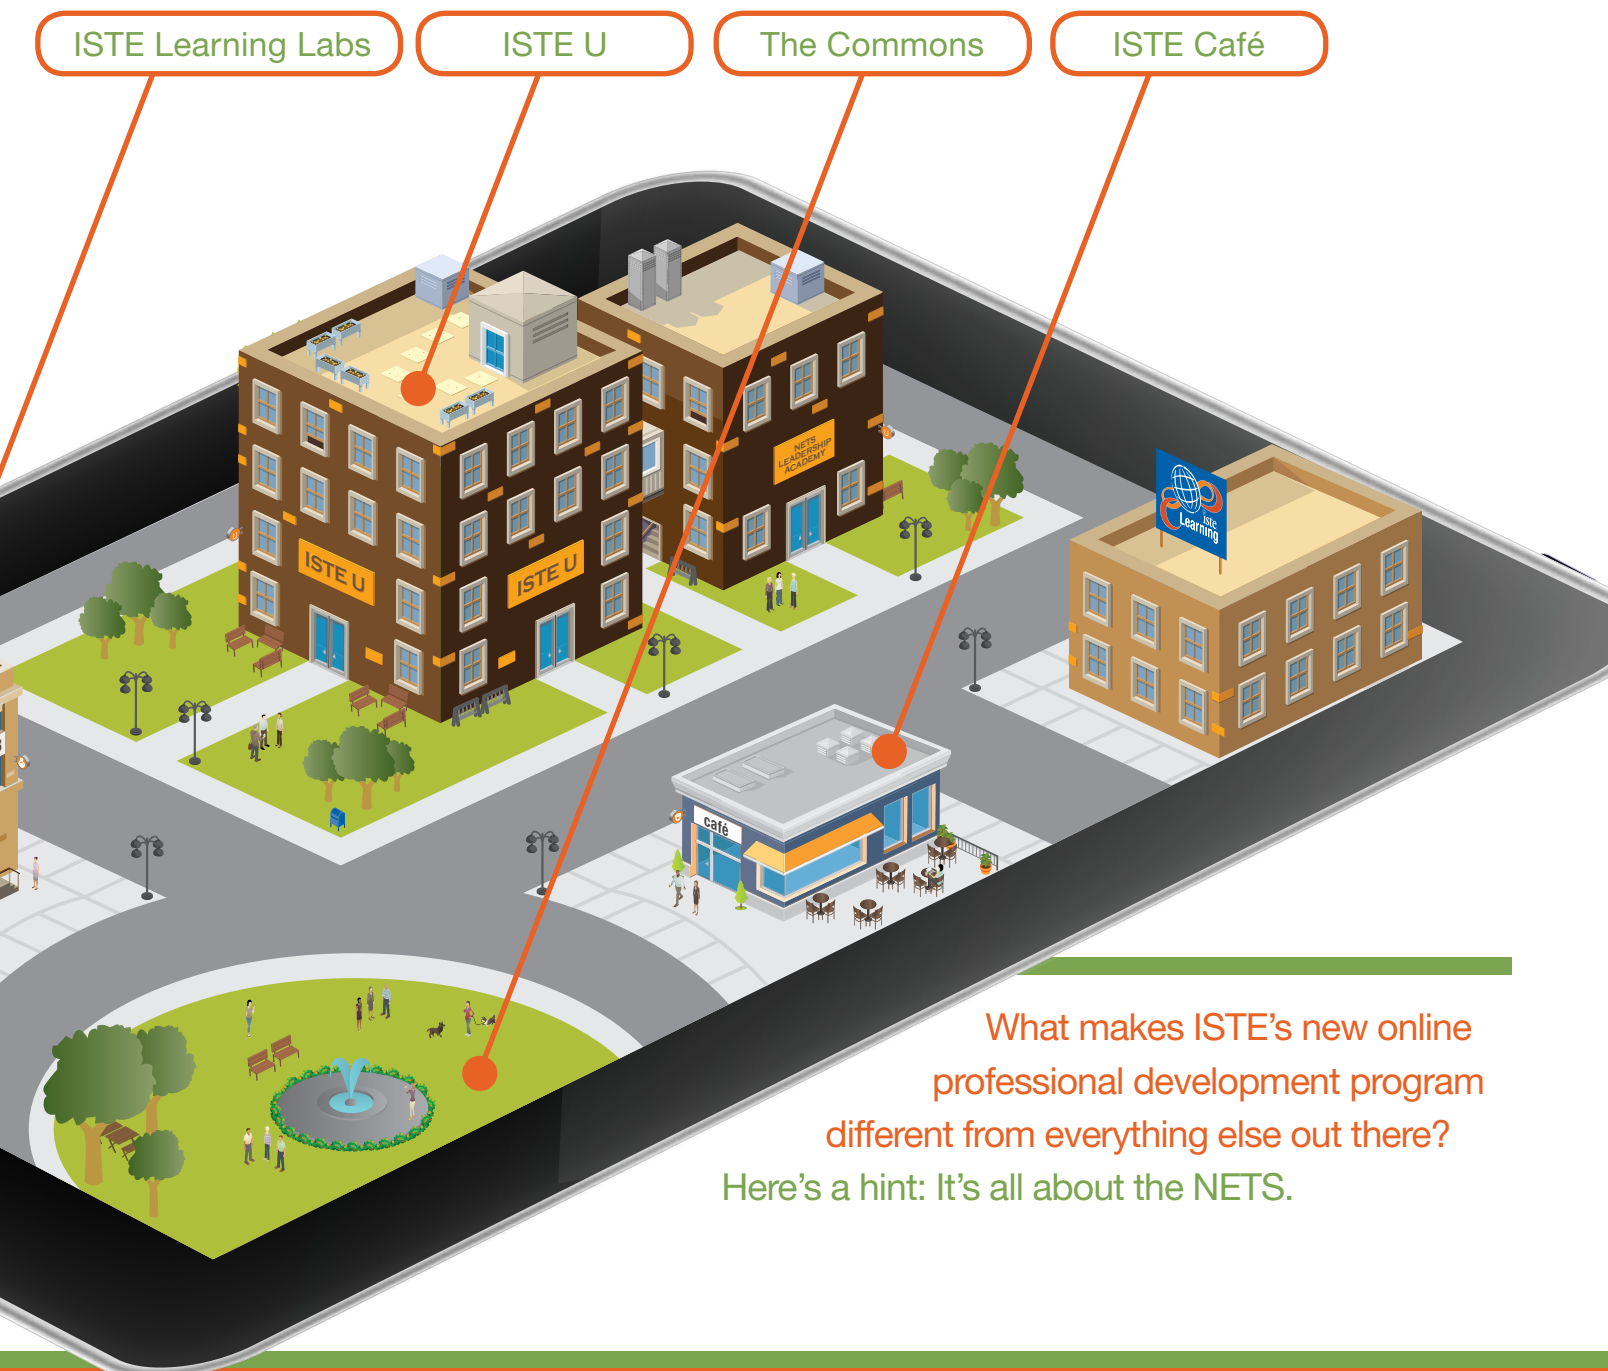 ISTE Learning Labs
ISTE U
The Commons
ISTE Café
NETS
LEADERSHIP
ACADEMY
iste
Learning
ISTE U
ISTE U
café
What makes ISTE’s new online
professional development program
different from everything else out there?
Here’s a hint: It’s all about the NETS.